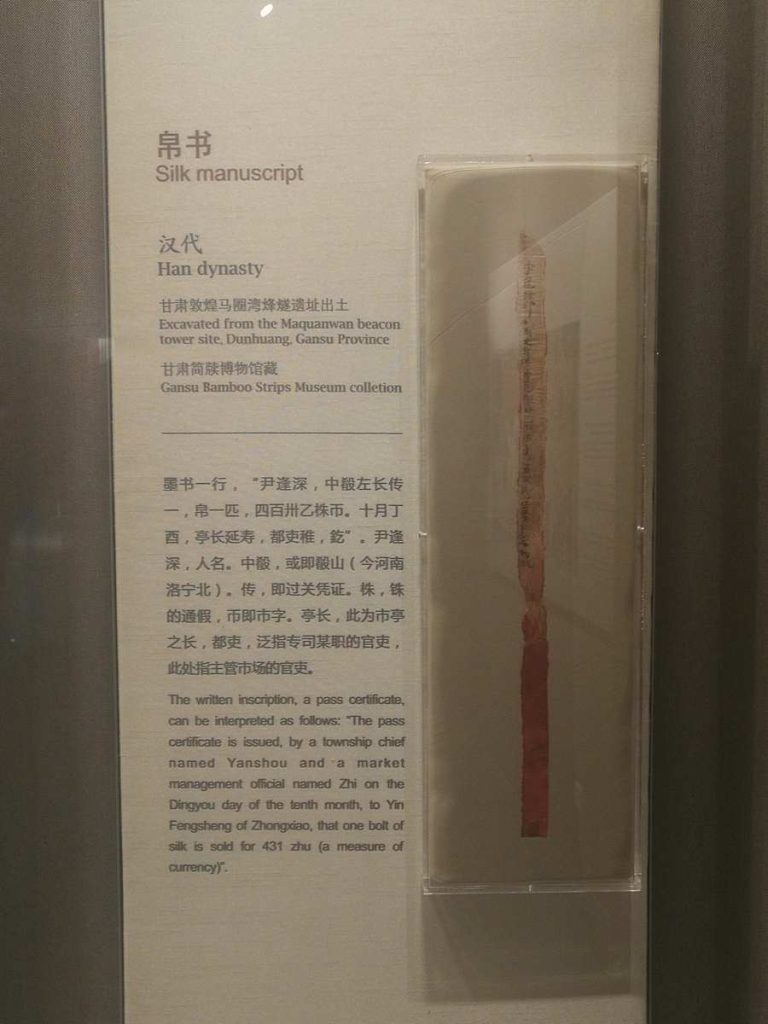 帛书
Silk manuscript
汉代
Han dynasty
甘肃敦煌马圈湾烽燧遗址出土
Excavated from the Maquanwan beacon
tower site, Dunhuang, Gansu Province
甘肃简牍博物馆藏
Gansu Bamboo Strips Museum colletion
墨书一行，“尹逢深，中殽左长传
一，帛一匹，四百卅乙株币。十月丁
酉，亭长延寿，都吏稚，釳”。尹逢
深，人名。中殽，或即殽山（今河南
洛宁北）。传，即过关凭证。株，铢
的通假，币即市字。亭长，此为市亭
之长，都吏，泛指专司某职的官吏，
此处指主管市场的官吏。
The written inscription, a pass certificate,
can be interpreted as follows: “The pass
certificate is issued, by a township chief
named Yanshou and a market
management official named Zhi on the
Dingyou day of the tenth month, to Yin
Fengsheng of Zhongxiao, that one bolt of
silk is sold for 431 zhu (a measure of
currency)”.